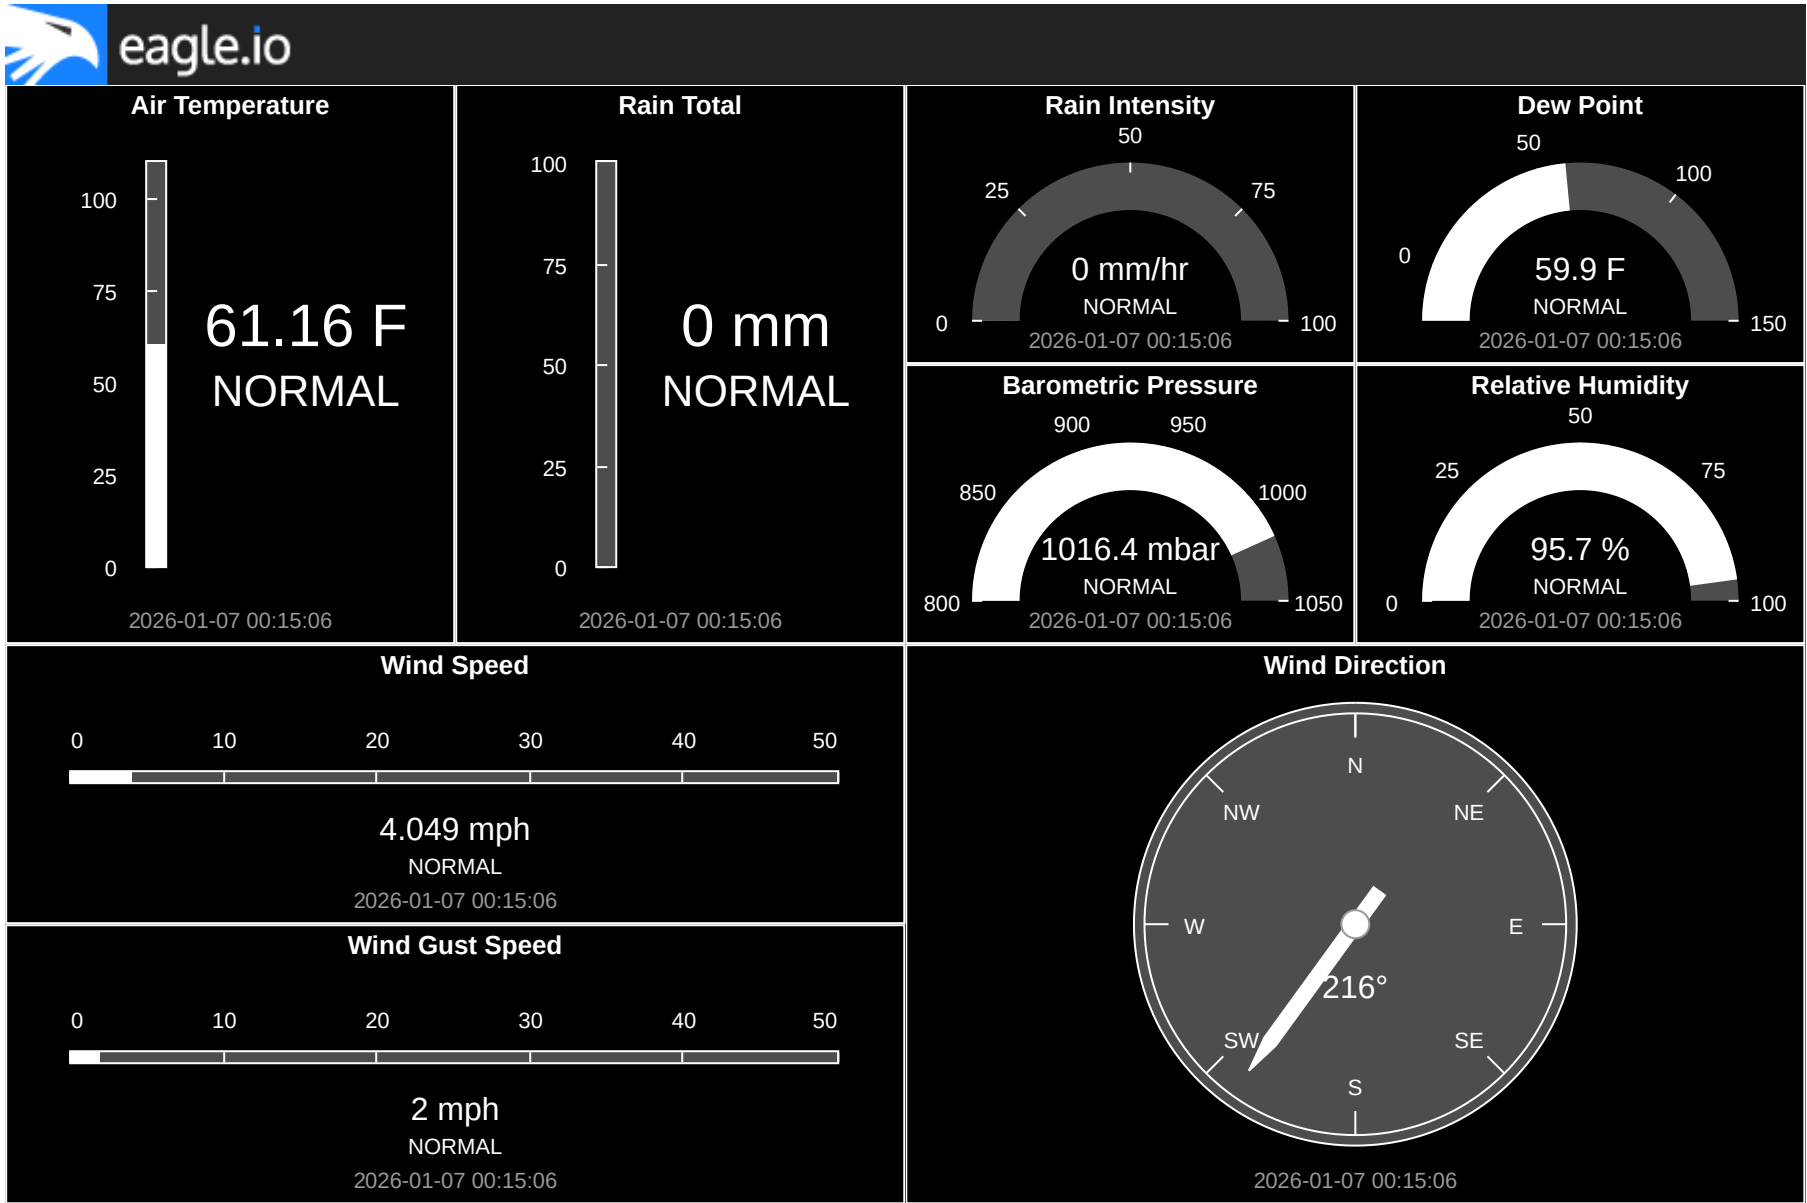 eagle.io
Air Temperature
100
75
50
25
0
61.16 F
NORMAL
2026-01-07 00:15:06
Rain Total
100
75
50
25
0
0 mm
NORMAL
2026-01-07 00:15:06
Rain Intensity
50
25
75
0
100
0 mm/hr
NORMAL
2026-01-07 00:15:06
Dew Point
50
100
0
150
59.9 F
NORMAL
2026-01-07 00:15:06
Barometric Pressure
900
950
850
1000
800
1050
1016.4 mbar
NORMAL
2026-01-07 00:15:06
Relative Humidity
50
25
75
0
100
95.7 %
NORMAL
2026-01-07 00:15:06
Wind Speed
0 10 20 30 40 50
4.049 mph
NORMAL
2026-01-07 00:15:06
Wind Gust Speed
0 10 20 30 40 50
2 mph
NORMAL
2026-01-07 00:15:06
Wind Direction
N
NW NE
W E
216°
SW SE
S
2026-01-07 00:15:06